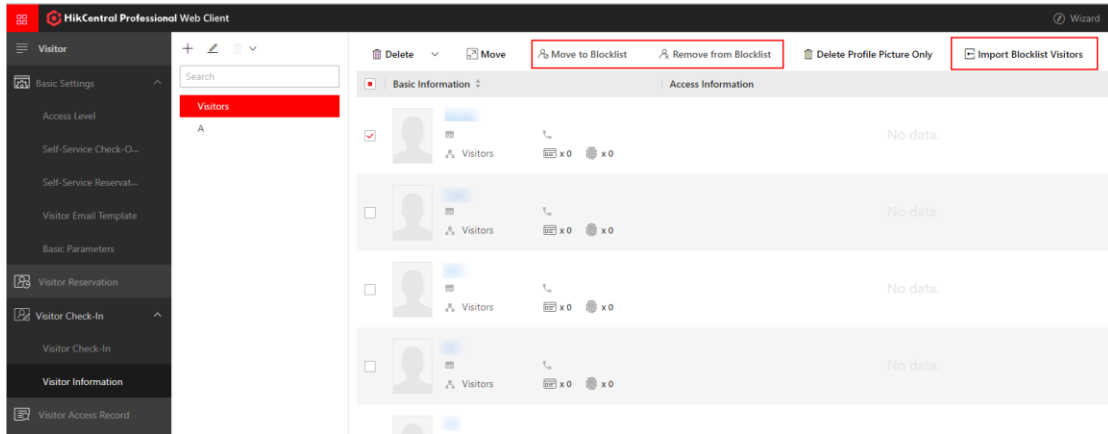 HikCentral Professional Web Client
Wizard
Visitor
Basic Settings
Access Level
Self-Service Check-O...
Self-Service Reservat...
Visitor Email Template
Basic Parameters
Visitor Reservation
Visitor Check-In
Visitor Check-In
Visitor Information
Visitor Access Record
Search
Visitors
A
Delete Move Move to Blocklist Remove from Blocklist Delete Profile Picture Only Import Blocklist Visitors
Basic Information Access Information
No data.
Visitors x 0 x 0
No data.
Visitors x 0 x 0
No data.
Visitors x 0 x 0
No data.
Visitors x 0 x 0